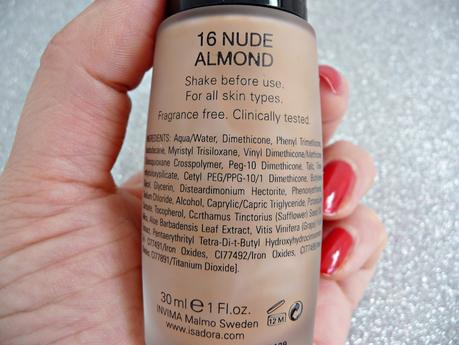 16 NUDE
ALMOND
Shake before use.
For all skin types.
Fragrance free. Clinically tested.
INGREDIENTS: Aqua/Water, Dimethicone, Phenyl Trimethicone,
Myristyl Trisiloxane, Vinyl Dimethicone/Methicone
Crosspolymer, Peg-10 Dimethicone, Talc,
Cetyl PEG/PPG-10/1 Dimethicone,
Glycerin, Disteardimonium Hectorite,
Chloride, Alcohol, Caprylic/Capric Triglyceride,
Tocopherol, Carthamus Tinctorius (Safflower) Seed
Aloe Barbadensis Leaf Extract, Vitis Vinifera (Grape)
Pentaerythrityl Tetra-Di-t-Butyl Hydroxyhydrocinnamate
CI77491/Iron Oxides, CI77492/Iron Oxides,
CI77891/Titanium Dioxide].
30 ml e 1 Fl.oz.
INVIMA Malmo Sweden
www.isadora.com
12 M